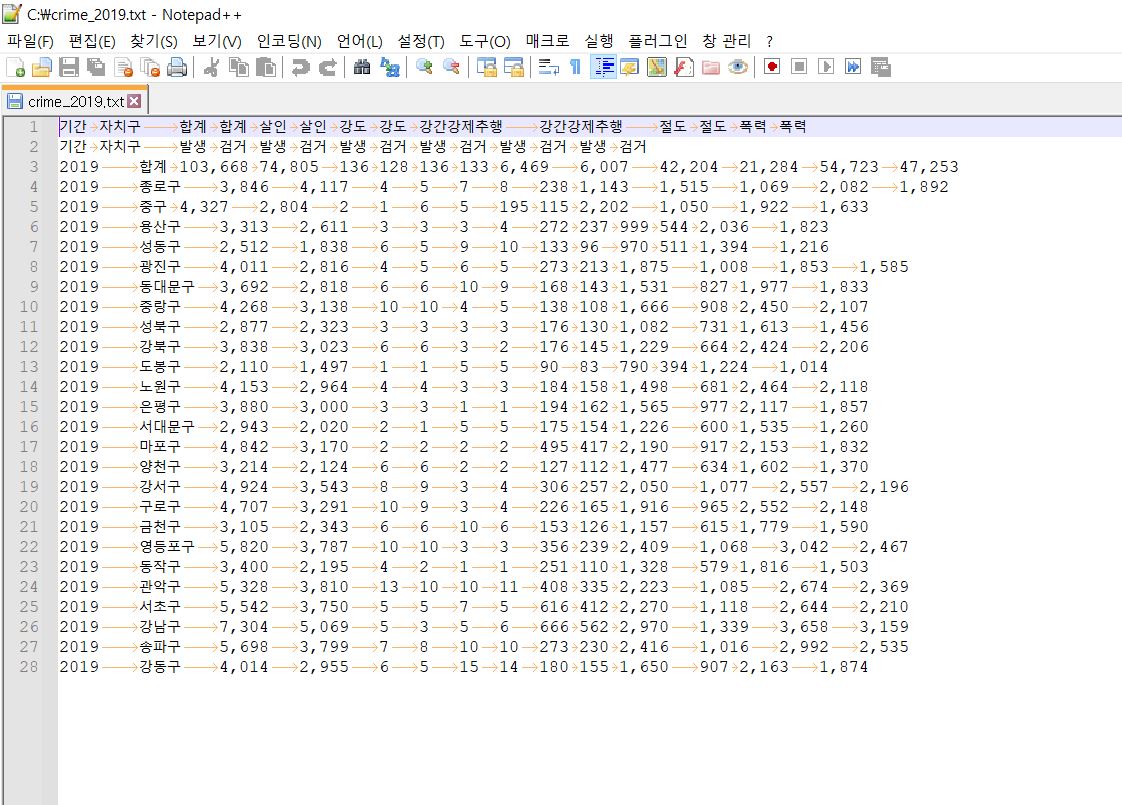 C:\crime_2019.txt - Notepad++
파일(F) 편집(E) 찾기(S) 보기(V) 인코딩(N) 언어(L) 설정(T) 도구(O) 매크로 실행 플러그인 창 관리 ?
crime_2019.txt
1 기간 자치구 합계 합계 살인 살인 강도 강도 강간강제추행 강간강제추행 절도 절도 폭력 폭력
2 기간 자치구 발생 검거 발생 검거 발생 검거 발생 검거 발생 검거 발생 검거
3 2019 합계 103,668 74,805 136 128 136 133 6,469 6,007 42,204 21,284 54,723 47,253
4 2019 종로구 3,846 4,117 4 5 7 8 238 1,143 1,515 1,069 2,082 1,892
5 2019 중구 4,327 2,804 2 1 6 5 195 115 2,202 1,050 1,922 1,633
6 2019 용산구 3,313 2,611 3 3 3 4 272 237 999 544 2,036 1,823
7 2019 성동구 2,512 1,838 6 5 9 10 133 96 970 511 1,394 1,216
8 2019 광진구 4,011 2,816 4 5 6 5 273 213 1,875 1,008 1,853 1,585
9 2019 동대문구 3,692 2,818 6 6 10 9 168 143 1,531 827 1,977 1,833
10 2019 중랑구 4,268 3,138 10 10 4 5 138 108 1,666 908 2,450 2,107
11 2019 성북구 2,877 2,323 3 3 3 3 176 130 1,082 731 1,613 1,456
12 2019 강북구 3,838 3,023 6 6 3 2 176 145 1,229 664 2,424 2,206
13 2019 도봉구 2,110 1,497 1 1 5 5 90 83 790 394 1,224 1,014
14 2019 노원구 4,153 2,964 4 4 3 3 184 158 1,498 681 2,464 2,118
15 2019 은평구 3,880 3,000 3 3 1 1 194 162 1,565 977 2,117 1,857
16 2019 서대문구 2,943 2,020 2 1 5 5 175 154 1,226 600 1,535 1,260
17 2019 마포구 4,842 3,170 2 2 2 2 495 417 2,190 917 2,153 1,832
18 2019 양천구 3,214 2,124 6 6 2 2 127 112 1,477 634 1,602 1,370
19 2019 강서구 4,924 3,543 8 9 3 4 306 257 2,050 1,077 2,557 2,196
20 2019 구로구 4,707 3,291 10 9 3 4 226 165 1,916 965 2,552 2,148
21 2019 금천구 3,105 2,343 6 6 10 6 153 126 1,157 615 1,779 1,590
22 2019 영등포구 5,820 3,787 10 10 3 3 356 239 2,409 1,068 3,042 2,467
23 2019 동작구 3,400 2,195 4 2 1 1 251 110 1,328 579 1,816 1,503
24 2019 관악구 5,328 3,810 13 10 10 11 408 335 2,223 1,085 2,674 2,369
25 2019 서초구 5,542 3,750 5 5 7 5 616 412 2,270 1,118 2,644 2,210
26 2019 강남구 7,304 5,069 5 3 5 6 666 562 2,970 1,339 3,658 3,159
27 2019 송파구 5,698 3,799 7 8 10 10 273 230 2,416 1,016 2,992 2,535
28 2019 강동구 4,014 2,955 6 5 15 14 180 155 1,650 907 2,163 1,874